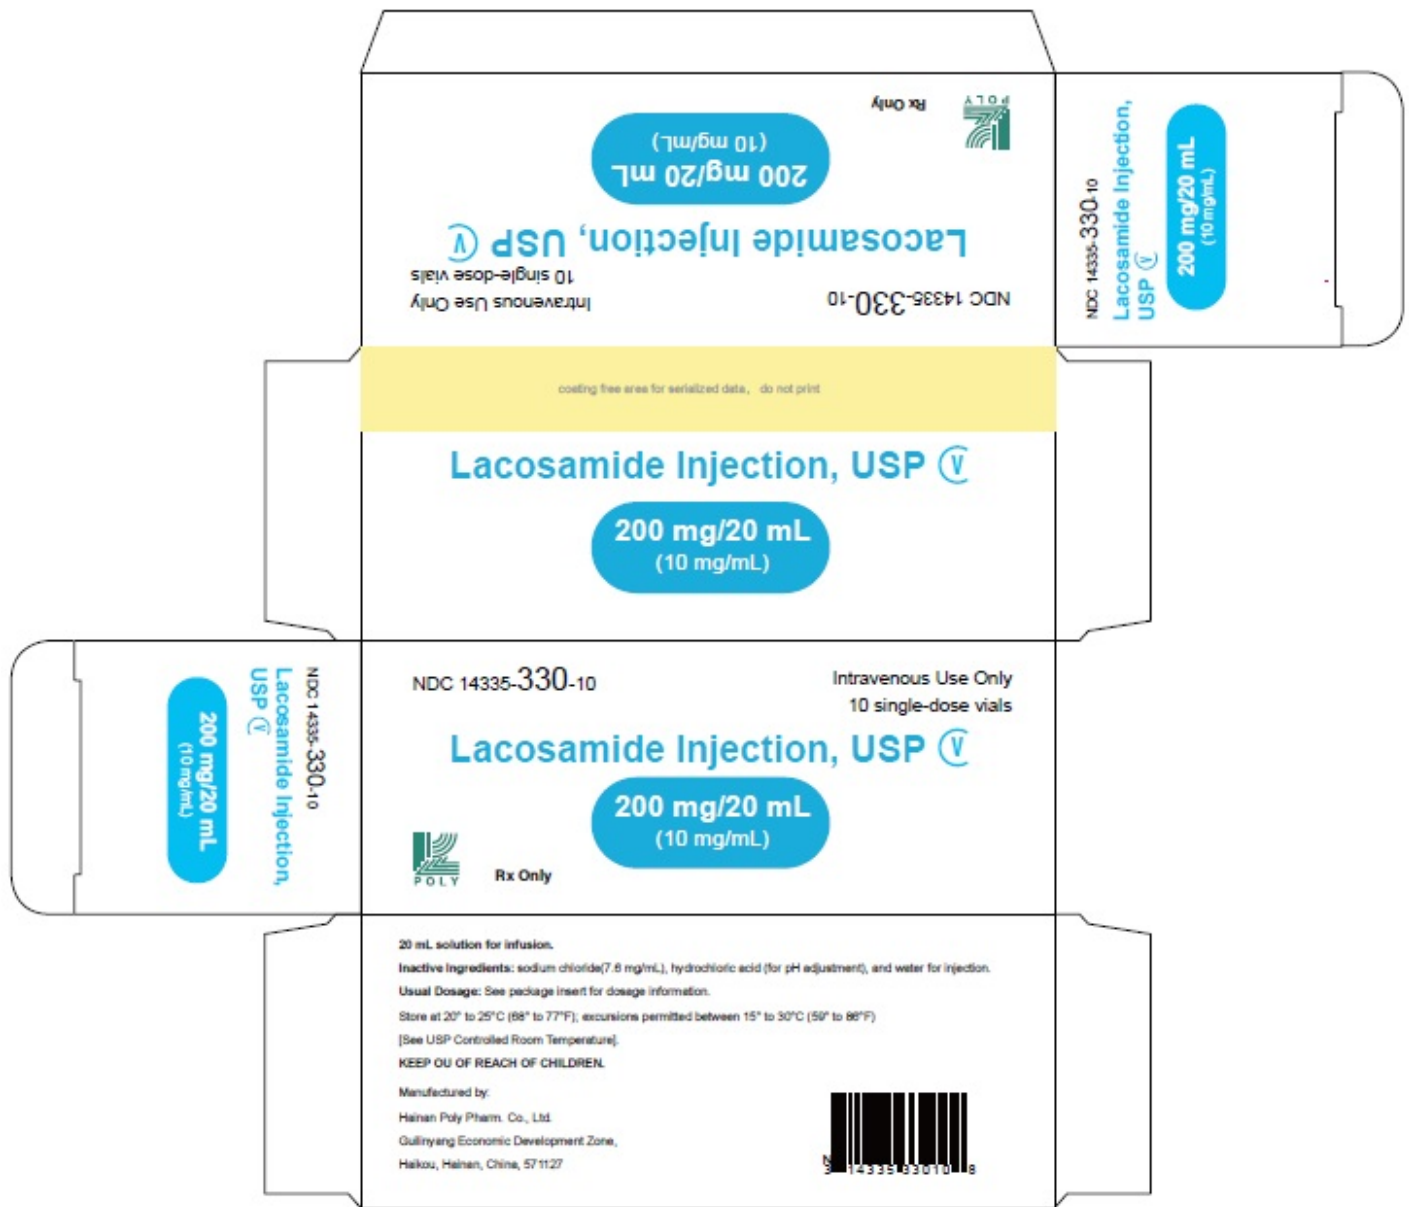 Rx Only
POLY
200 mg/20 mL
(10 mg/mL)
Lacosamide Injection, USP CV
Intravenous Use Only
10 single-dose vials
NDC 14335-330-10
NDC 14335-330-10
Lacosamide Injection,
USP CV
200 mg/20 mL
(10 mg/mL)
coating free area for serialized data, do not print
Lacosamide Injection, USP CV
200 mg/20 mL
(10 mg/mL)
NDC 14335-330-10
Lacosamide Injection,
USP CV
200 mg/20 mL
(10 mg/mL)
NDC 14335-330-10
Intravenous Use Only
10 single-dose vials
Lacosamide Injection, USP CV
200 mg/20 mL
(10 mg/mL)
POLY
Rx Only
20 mL solution for infusion.
Inactive Ingredients: sodium chloride(7.6 mg/mL), hydrochloric acid (for pH adjustment), and water for injection.
Usual Dosage: See package insert for dosage information.
Store at 20° to 25°C (68° to 77°F); excursions permitted between 15° to 30°C (59° to 86°F)
[See USP Controlled Room Temperature].
KEEP OU OF REACH OF CHILDREN.
Manufactured by:
Hainan Poly Pharm. Co., Ltd.
Guilinyang Economic Development Zone,
Haikou, Hainan, China, 571127
N
3 14335 33010 8